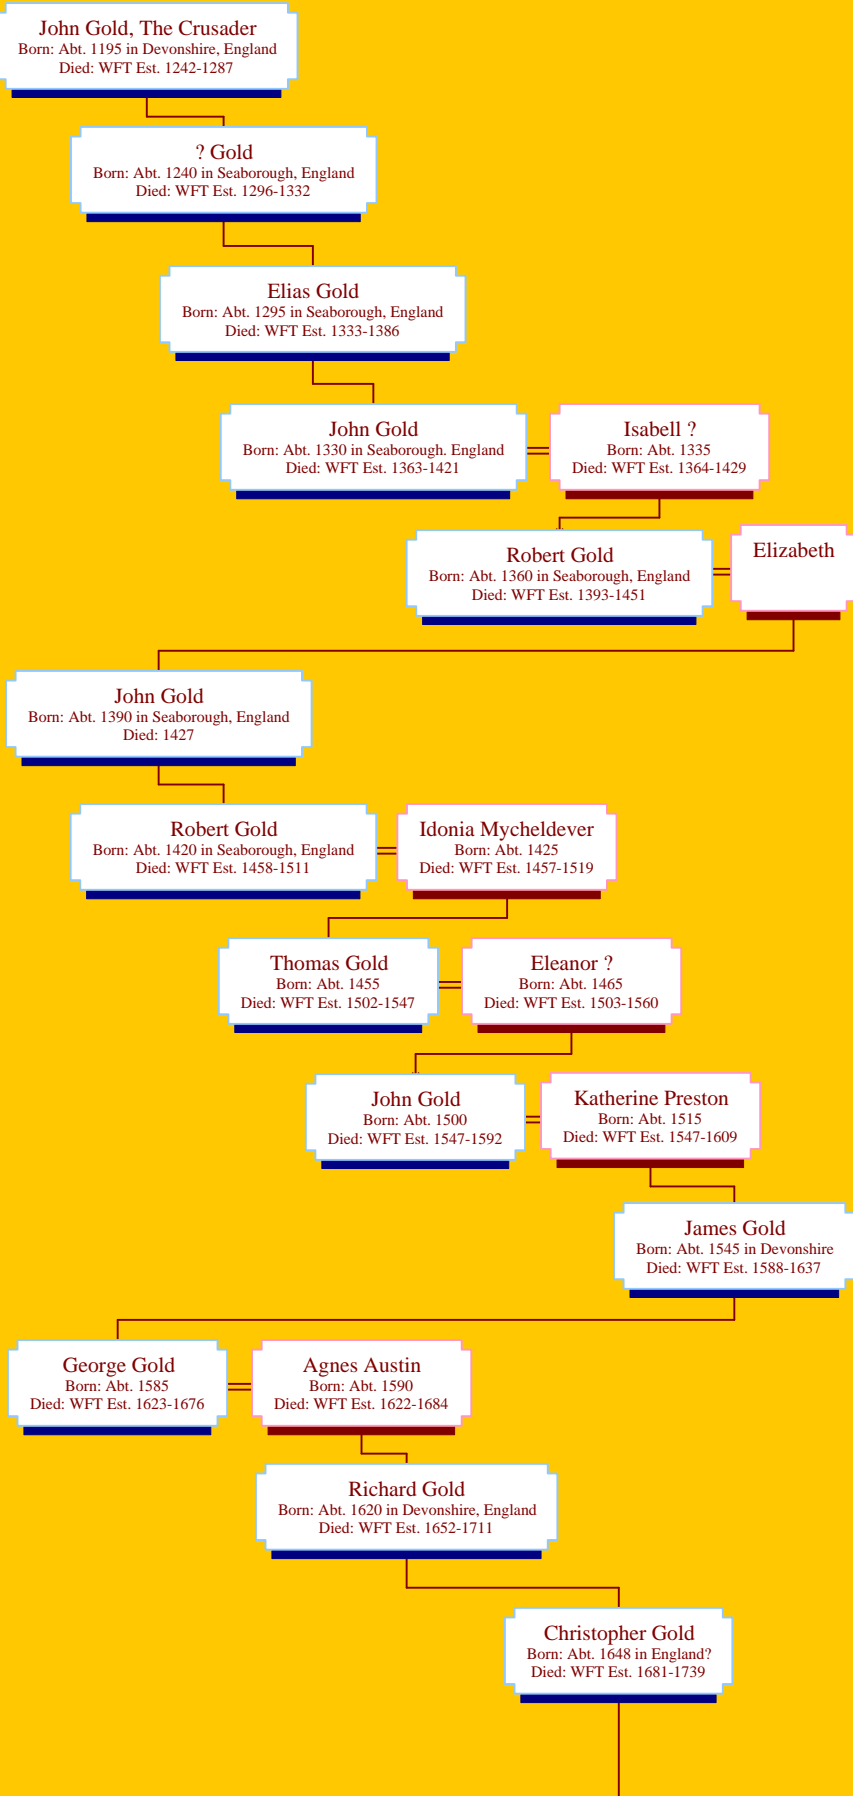 John Gold, The Crusader
Born: Abt. 1195 in Devonshire, England
Died: WFT Est. 1242-1287
? Gold
Born: Abt. 1240 in Seaborough, England
Died: WFT Est. 1296-1332
Elias Gold
Born: Abt. 1295 in Seaborough, England
Died: WFT Est. 1333-1386
John Gold
Born: Abt. 1330 in Seaborough. England
Died: WFT Est. 1363-1421
Isabell ?
Born: Abt. 1335
Died: WFT Est. 1364-1429
Robert Gold
Born: Abt. 1360 in Seaborough, England
Died: WFT Est. 1393-1451
Elizabeth
John Gold
Born: Abt. 1390 in Seaborough, England
Died: 1427
Robert Gold
Born: Abt. 1420 in Seaborough, England
Died: WFT Est. 1458-1511
Idonia Mycheldever
Born: Abt. 1425
Died: WFT Est. 1457-1519
Thomas Gold
Born: Abt. 1455
Died: WFT Est. 1502-1547
Eleanor ?
Born: Abt. 1465
Died: WFT Est. 1503-1560
John Gold
Born: Abt. 1500
Died: WFT Est. 1547-1592
Katherine Preston
Born: Abt. 1515
Died: WFT Est. 1547-1609
James Gold
Born: Abt. 1545 in Devonshire
Died: WFT Est. 1588-1637
George Gold
Born: Abt. 1585
Died: WFT Est. 1623-1676
Agnes Austin
Born: Abt. 1590
Died: WFT Est. 1622-1684
Richard Gold
Born: Abt. 1620 in Devonshire, England
Died: WFT Est. 1652-1711
Christopher Gold
Born: Abt. 1648 in England?
Died: WFT Est. 1681-1739